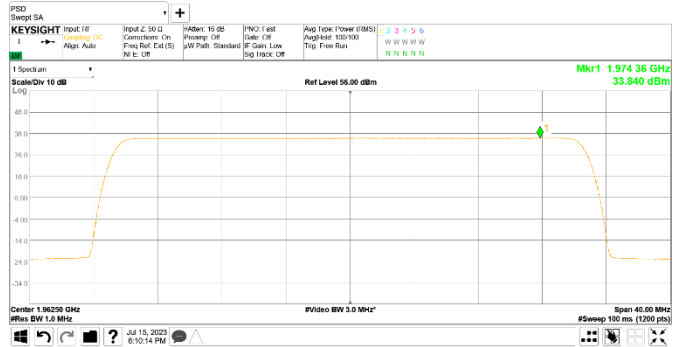 PSD
Swept SA
+
KEYSIGHT Input: RF Input Z: 50 Ω #Atten: 16 dB PNO: Fast Avg Type: Power (RMS) 1 2 3 4 5 6
Coupling: DC Corrections: On Preamp: Off Gate: Off Avg|Hold: 100/100 W W W W W
Align: Auto Freq Ref: Ext (S) µW Path: Standard IF Gain: Low Trig: Free Run
NFE: Off Sig Track: Off N N N N N
1 Spectrum
Mkr1 1.974 36 GHz
Scale/Div 10 dB Ref Level 56.00 dBm 33.840 dBm
Log
46.0
36.0
1
26.0
16.0
6.00
-4.00
-14.0
-24.0
-34.0
Center 1.96250 GHz #Video BW 3.0 MHz* Span 40.00 MHz
#Res BW 1.0 MHz #Sweep 100 ms (1200 pts)
? Jul 15, 2023
6:10:14 PM